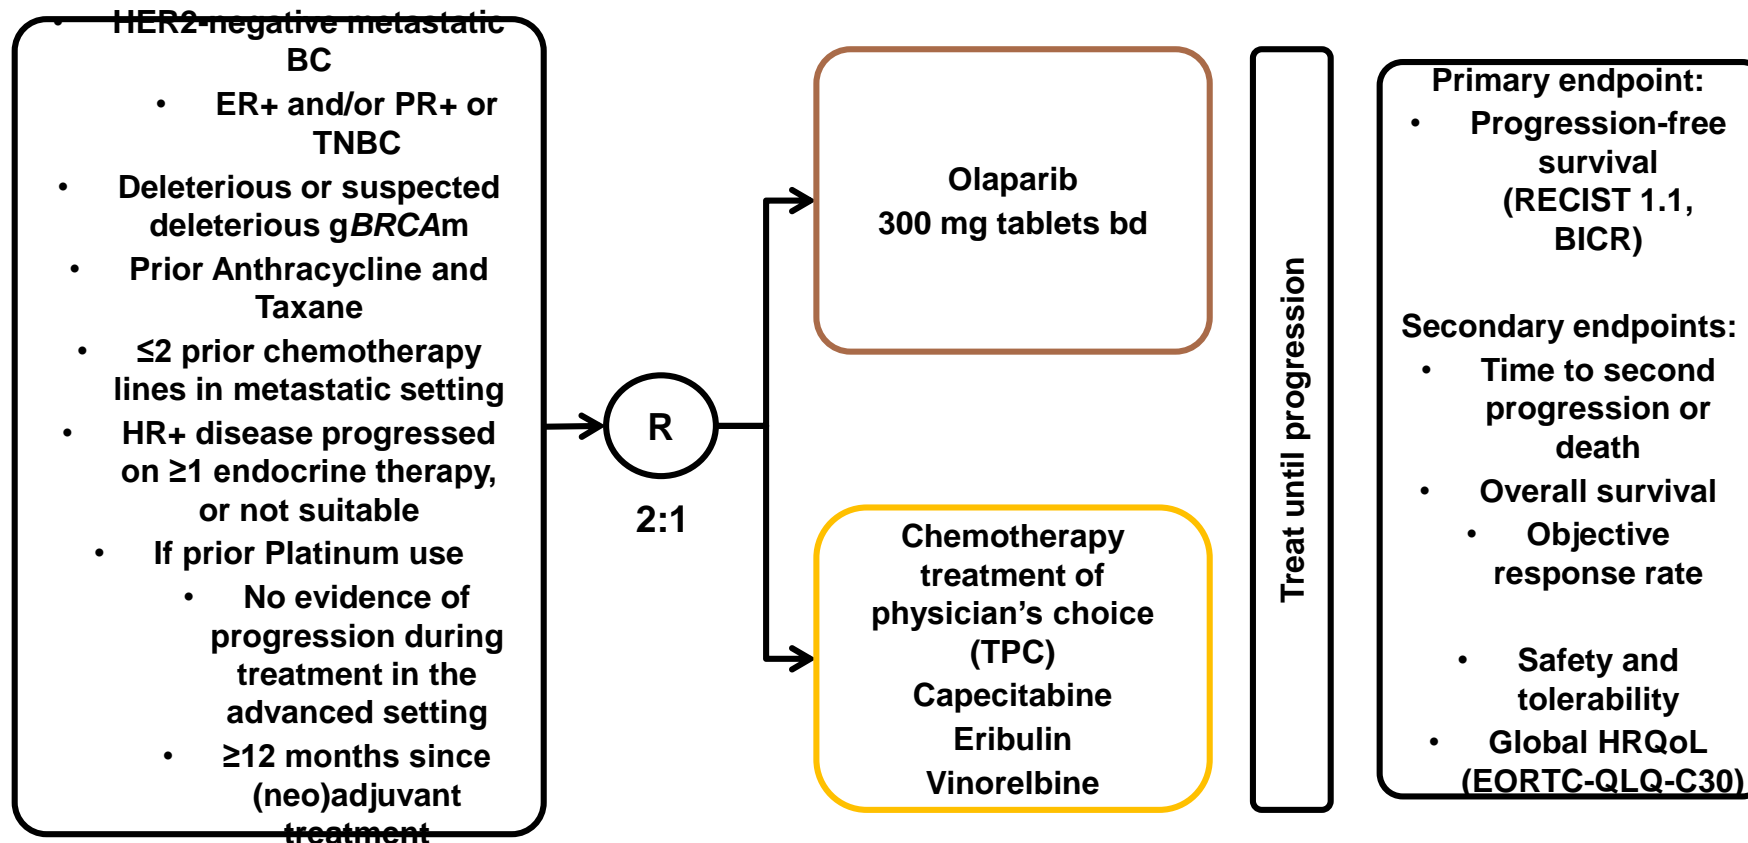 • HER2-negative metastatic
BC
• ER+ and/or PR+ or
TNBC
• Deleterious or suspected
deleterious gBRCAm
• Prior Anthracycline and
Taxane
• ≤2 prior chemotherapy
lines in metastatic setting
• HR+ disease progressed
on ≥1 endocrine therapy,
or not suitable
• If prior Platinum use
• No evidence of
progression during
treatment in the
advanced setting
• ≥12 months since
(neo)adjuvant
treatment
R
2:1
Olaparib
300 mg tablets bd
Chemotherapy
treatment of
physician’s choice
(TPC)
Capecitabine
Eribulin
Vinorelbine
Treat until progression
Primary endpoint:
• Progression-free
survival
(RECIST 1.1,
BICR)
Secondary endpoints:
• Time to second
progression or
death
• Overall survival
• Objective
response rate
• Safety and
tolerability
• Global HRQoL
(EORTC-QLQ-C30)